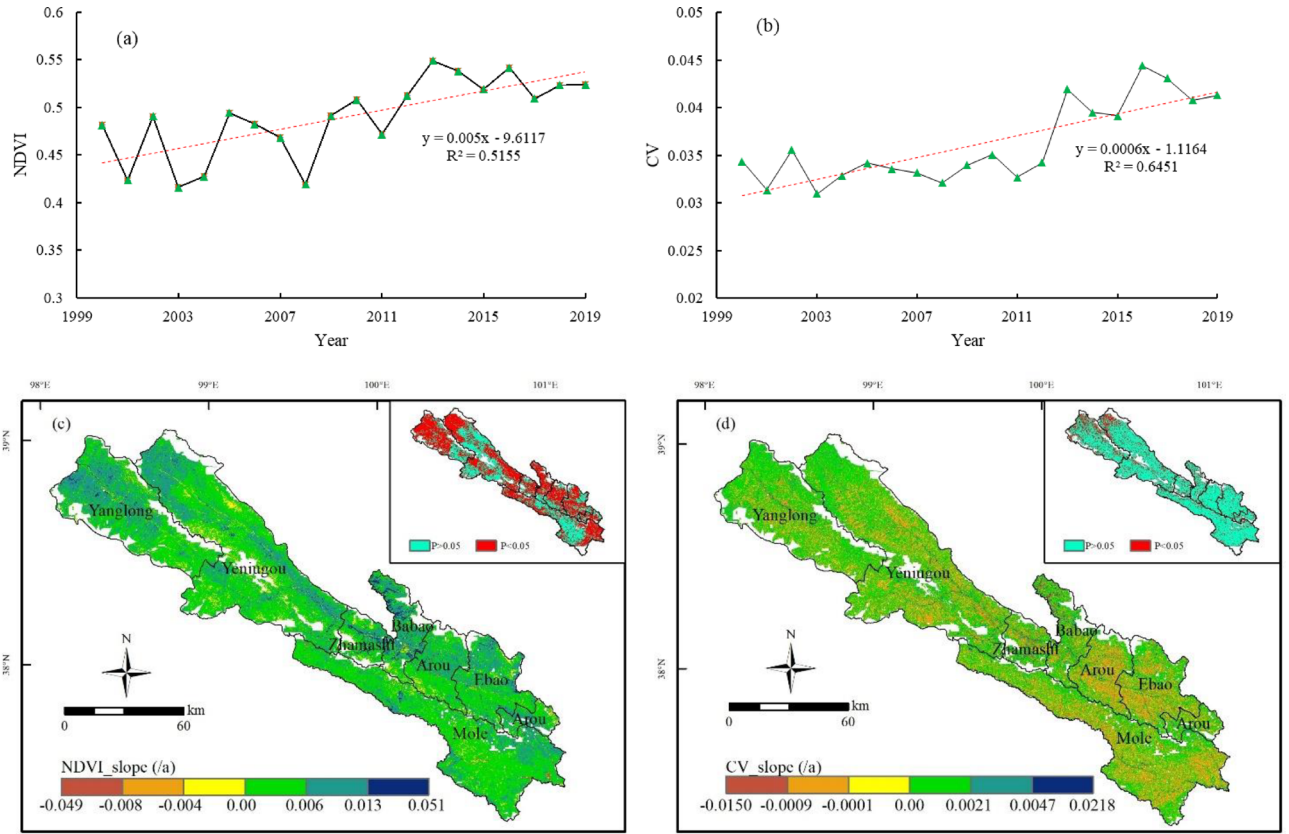 (a)
0.6
0.55
0.5
0.45
0.4
0.35
0.3
NDVI
y = 0.005x - 9.6117
R² = 0.5155
1999 2003 2007 2011 2015 2019
Year
(b)
0.05
0.045
0.04
0.035
0.03
0.025
0.02
CV
y = 0.0006x - 1.1164
R² = 0.6451
1999 2003 2007 2011 2015 2019
Year
98°E 99°E 100°E 101°E
39°N
38°N
(c)
P>0.05 P<0.05
Yanglong
Yeniugou
Babao
Zhamashi
Arou
Ebao
Arou
Mole
N
km
0 60
NDVI_slope (/a)
-0.049 -0.008 -0.004 0.00 0.006 0.013 0.051
98°E 99°E 100°E 101°E
39°N
38°N
(d)
P>0.05 P<0.05
Yanglong
Yeniugou
Babao
Zhamashi
Arou
Ebao
Arou
Mole
N
km
0 60
CV_slope (/a)
-0.0150 -0.0009 -0.0001 0.00 0.0021 0.0047 0.0218